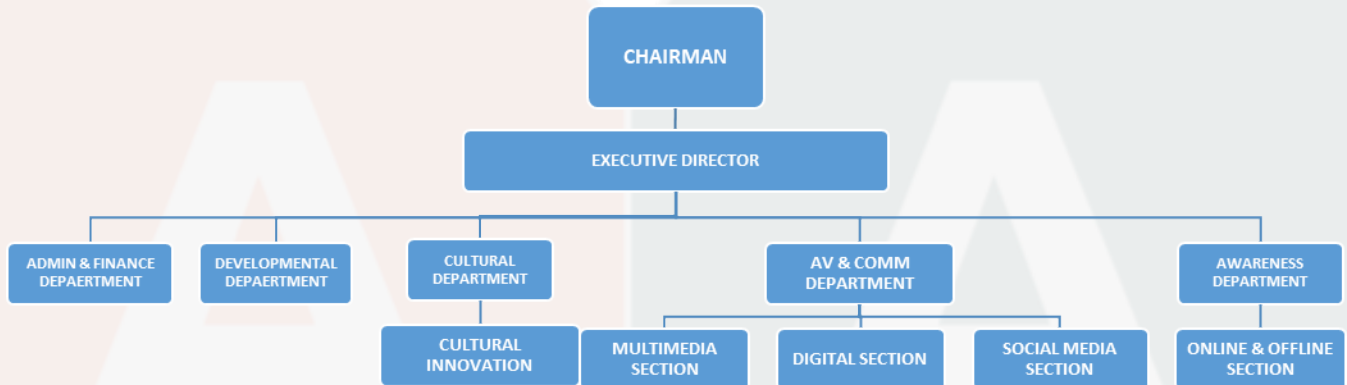 CHAIRMAN
EXECUTIVE DIRECTOR
ADMIN & FINANCE
DEPAERTMENT
DEVELOPMENTAL
DEPAERTMENT
CULTURAL
DEPARTMENT
AV & COMM
DEPARTMENT
AWARENESS
DEPARTMENT
CULTURAL
INNOVATION
MULTIMEDIA
SECTION
DIGITAL SECTION
SOCIAL MEDIA
SECTION
ONLINE & OFFLINE
SECTION